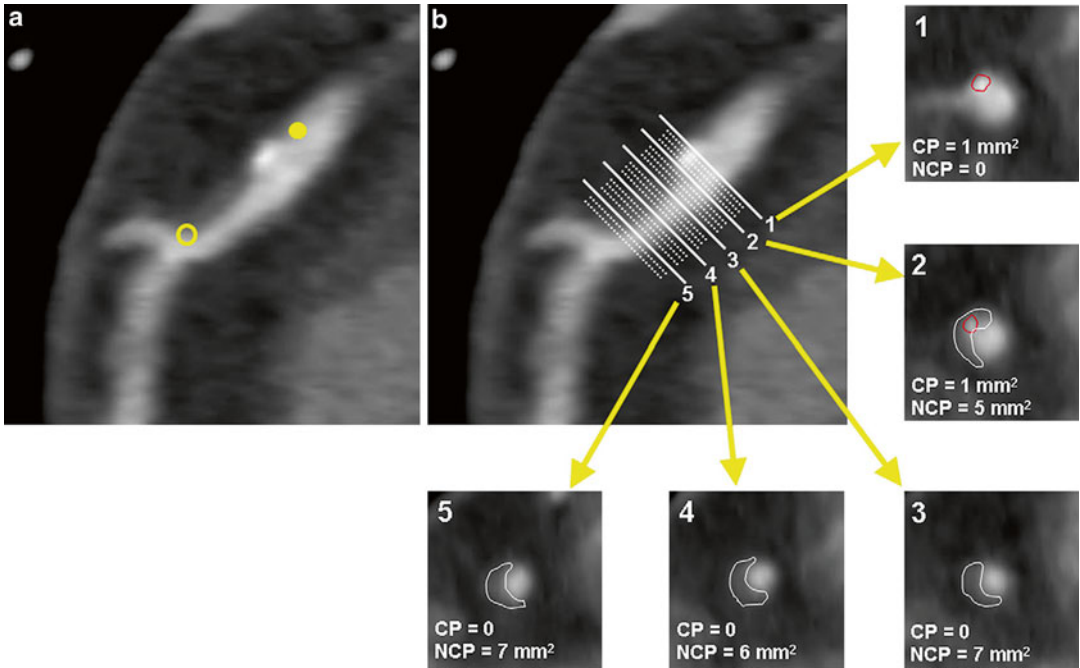 a
b
1
CP = 1 mm²
NCP = 0
1
2
3
4
5
2
CP = 1 mm²
NCP = 5 mm²
5
CP = 0
NCP = 7 mm²
4
CP = 0
NCP = 6 mm²
3
CP = 0
NCP = 7 mm²